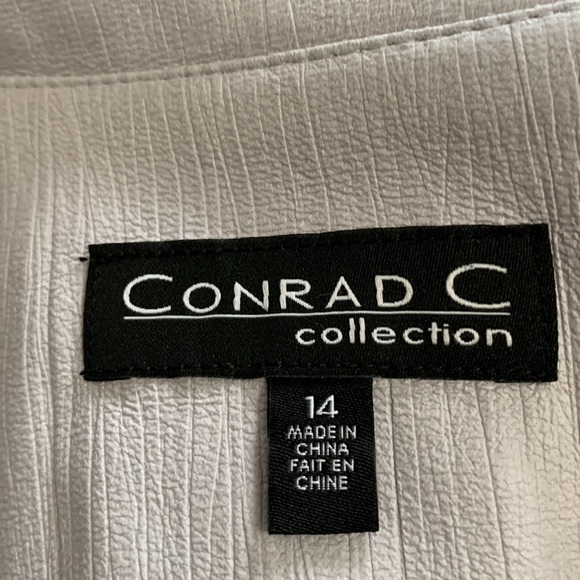 CONRAD C
collection
14
MADE IN
CHINA
FAIT EN
CHINE